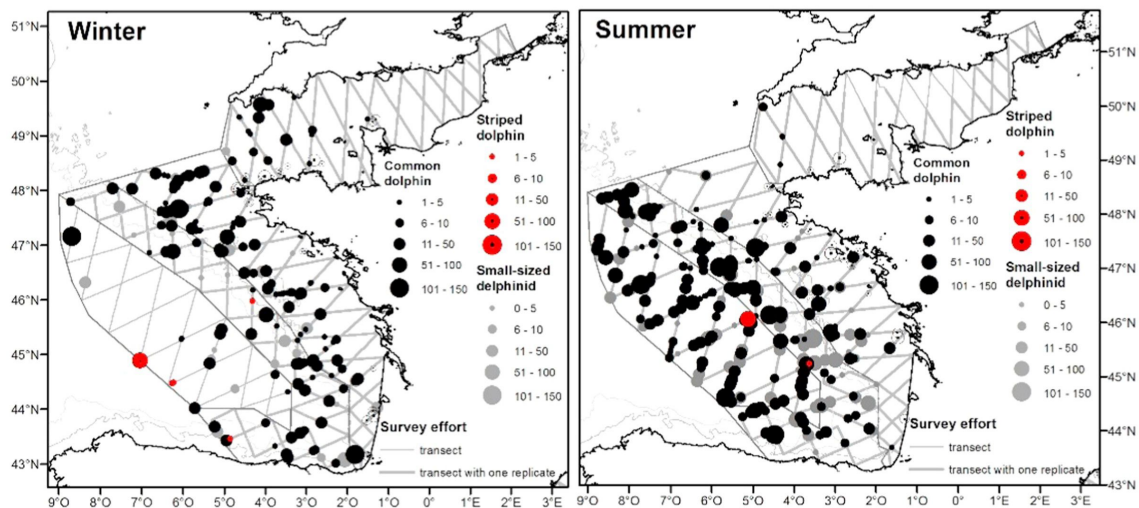 Winter
51°N
50°N
49°N
48°N
47°N
46°N
45°N
44°N
43°N
9°O 8°O 7°O 6°O 5°O 4°O 3°O 2°O 1°O 0° 1°E 2°E 3°E
Common
dolphin
1 - 5
6 - 10
11 - 50
51 - 100
101 - 150
Striped
dolphin
1 - 5
6 - 10
11 - 50
51 - 100
101 - 150
Small-sized
delphinid
0 - 5
6 - 10
11 - 50
51 - 100
101 - 150
Survey effort
transect
transect with one replicate
Summer
51°N
50°N
49°N
48°N
47°N
46°N
45°N
44°N
43°N
9°O 8°O 7°O 6°O 5°O 4°O 3°O 2°O 1°O 0° 1°E 2°E 3°E
Common
dolphin
1 - 5
6 - 10
11 - 50
51 - 100
101 - 150
Striped
dolphin
1 - 5
6 - 10
11 - 50
51 - 100
101 - 150
Small-sized
delphinid
0 - 5
6 - 10
11 - 50
51 - 100
101 - 150
Survey effort
transect
transect with one replicate